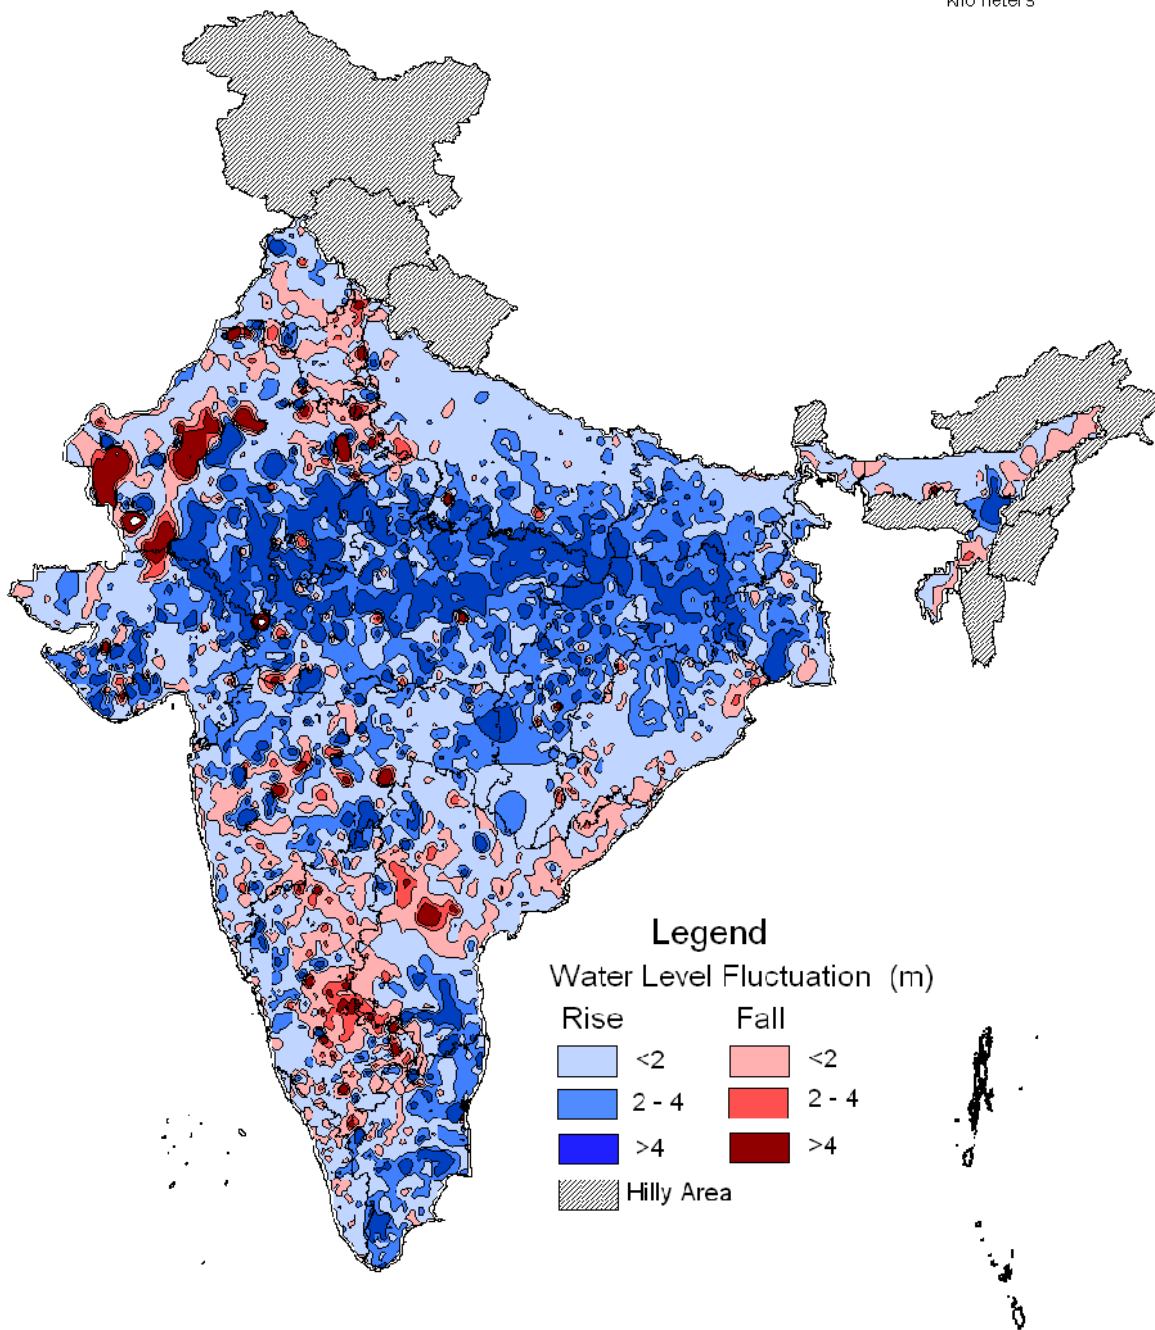 Legend
Water Level Fluctuation (m)
Rise Fall
<2 <2
2 - 4 2 - 4
>4 >4
Hilly Area